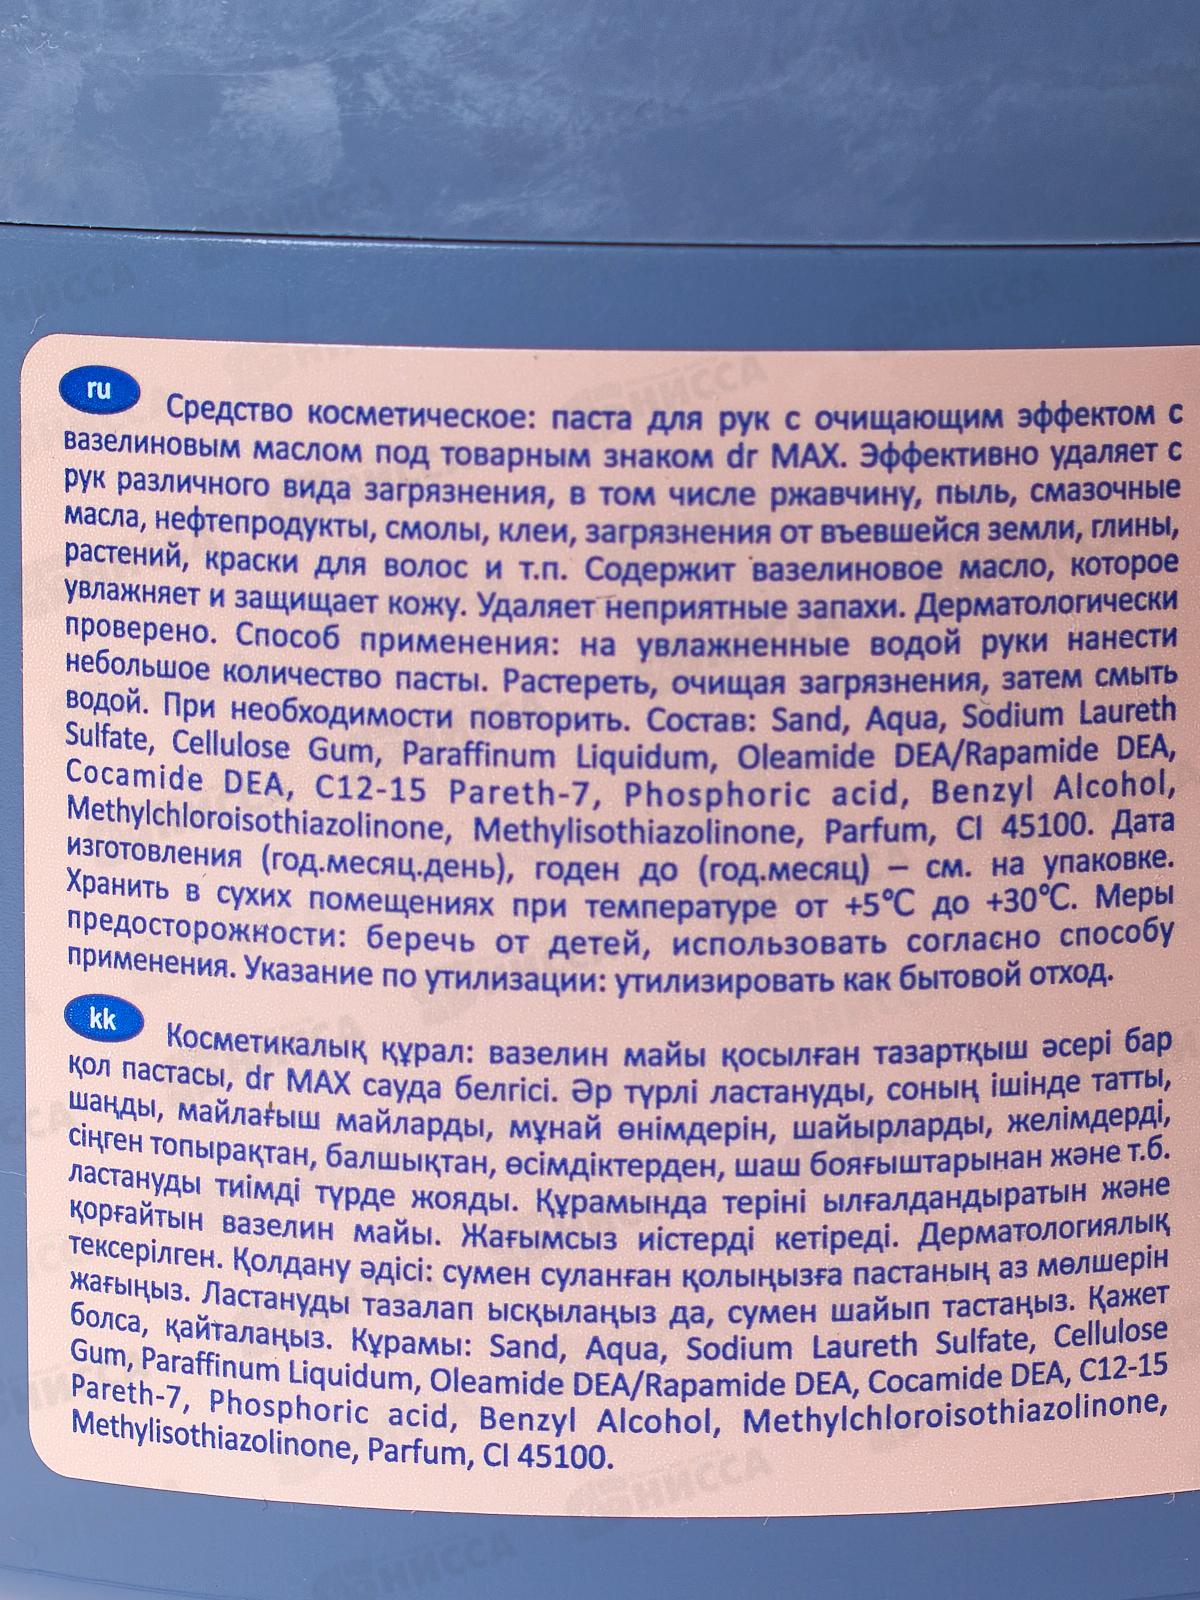 ru
Средство косметическое: паста для рук с очищающим эффектом с
вазелиновым маслом под товарным знаком dr MAX. Эффективно удаляет с
рук различного вида загрязнения, в том числе ржавчину, пыль, смазочные
масла, нефтепродукты, смолы, клеи, загрязнения от въевшейся земли, глины,
растений, краски для волос и т.п. Содержит вазелиновое масло, которое
увлажняет и защищает кожу. Удаляет неприятные запахи. Дерматологически
проверено. Способ применения: на увлажненные водой руки нанести
небольшое количество пасты. Растереть, очищая загрязнения, затем смыть
водой. При необходимости повторить. Состав: Sand, Aqua, Sodium Laureth
Sulfate, Cellulose Gum, Paraffinum Liquidum, Oleamide DEA/Rapamide DEA,
Cocamide DEA, C12-15 Pareth-7, Phosphoric acid, Benzyl Alcohol,
Methylchloroisothiazolinone, Methylisothiazolinone, Parfum, CI 45100. Дата
изготовления (год.месяц.день), годен до (год.месяц) – см. на упаковке.
Хранить в сухих помещениях при температуре от +5°C до +30°C. Меры
предосторожности: беречь от детей, использовать согласно способу
применения. Указание по утилизации: утилизировать как бытовой отход.
kk
Косметикалық құрал: вазелин майы қосылған тазартқыш әсері бар
қол пастасы, dr MAX сауда белгісі. Әр түрлі ластануды, соның ішінде татты,
шаңды, майлағыш майларды, мұнай өнімдерін, шайырларды, желімдерді,
сіңген топырақтан, балшықтан, өсімдіктерден, шаш бояғыштарынан және т.б.
ластануды тиімді түрде жояды. Құрамында теріні ылғалдандыратын және
қорғайтын вазелин майы. Жағымсыз иістерді кетіреді. Дерматологиялық
тексерілген. Қолдану әдісі: сумен суланған қолыңызға пастаның аз мөлшерін
жағыңыз. Ластануды тазалап ысқылаңыз да, сумен шайып тастаңыз. Қажет
болса, қайталаңыз. Құрамы: Sand, Aqua, Sodium Laureth Sulfate, Cellulose
Gum, Paraffinum Liquidum, Oleamide DEA/Rapamide DEA, Cocamide DEA, C12-15
Pareth-7, Phosphoric acid, Benzyl Alcohol, Methylchloroisothiazolinone,
Methylisothiazolinone, Parfum, CI 45100.